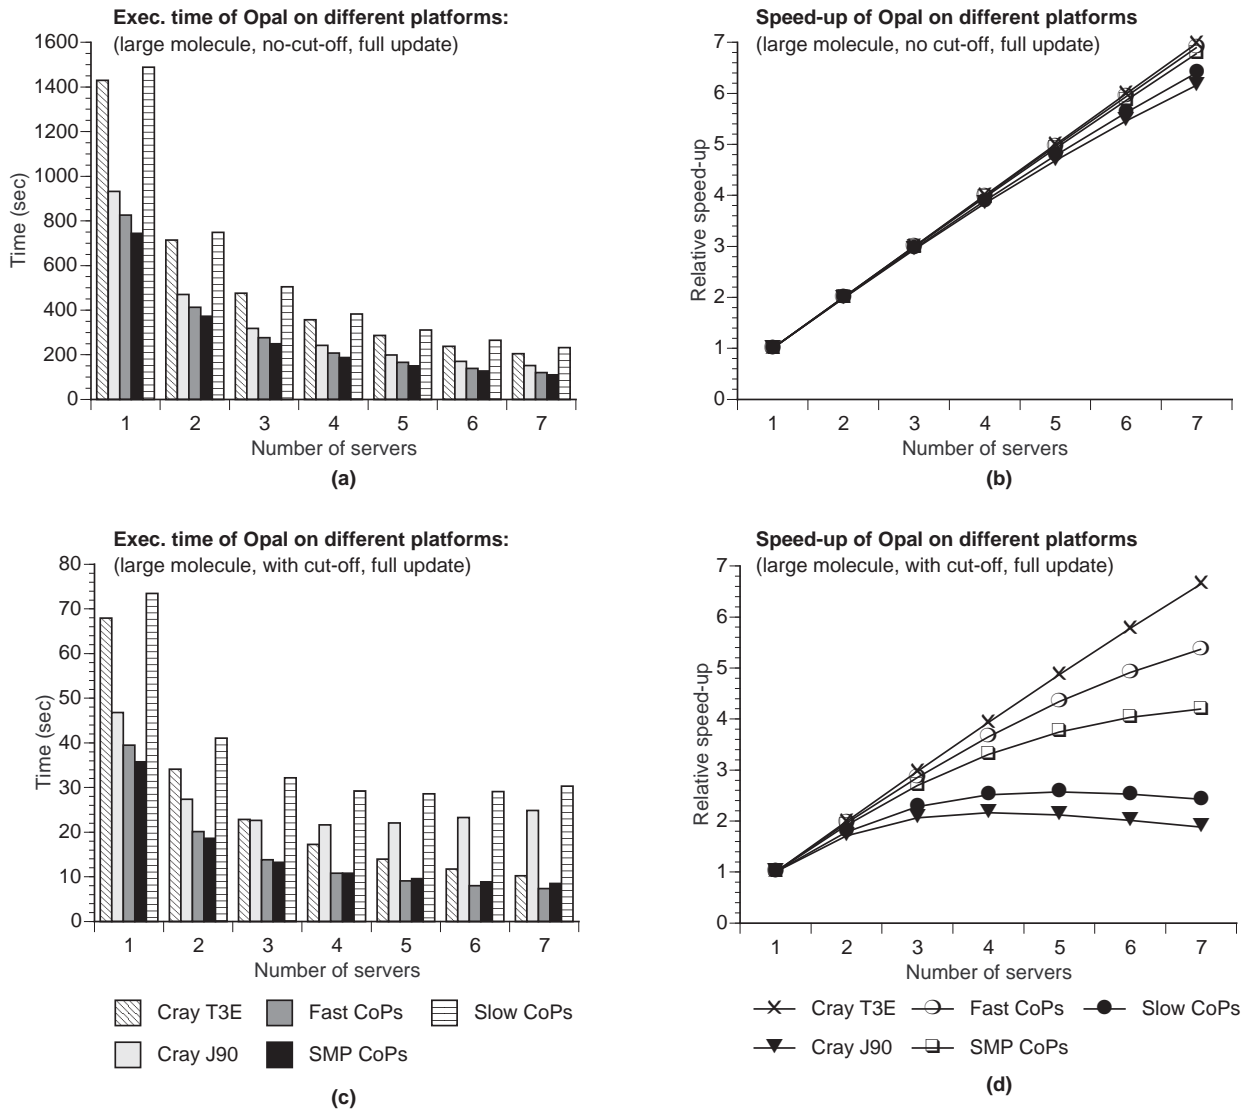 Exec. time of Opal on different platforms:
(large molecule, no-cut-off, full update)
1600
1400
1200
1000
800
600
400
200
0
Time (sec)
1 2 3 4 5 6 7
Number of servers
(a)
Speed-up of Opal on different platforms
(large molecule, no cut-off, full update)
7
6
5
4
3
2
1
0
Relative speed-up
1 2 3 4 5 6 7
Number of servers
(b)
Exec. time of Opal on different platforms:
(large molecule, with cut-off, full update)
80
70
60
50
40
30
20
10
0
Time (sec)
1 2 3 4 5 6 7
Number of servers
Cray T3E Fast CoPs Slow CoPs
Cray J90 SMP CoPs
(c)
Speed-up of Opal on different platforms
(large molecule, with cut-off, full update)
7
6
5
4
3
2
1
0
Relative speed-up
1 2 3 4 5 6 7
Number of servers
Cray T3E Fast CoPs Slow CoPs
Cray J90 SMP CoPs
(d)